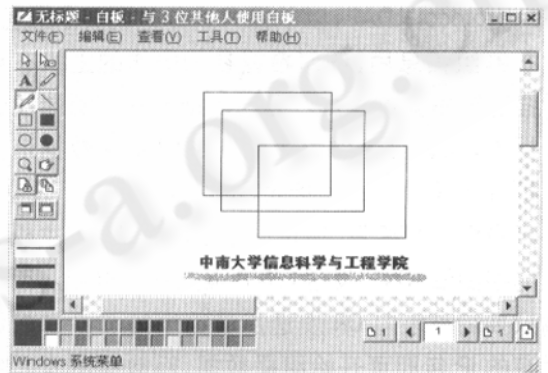 无标题 - 白板 - 与 3 位其他人使用白板
文件(F) 编辑(E) 查看(V) 工具(T) 帮助(H)
A
中南大学信息科学与工程学院
1 1 1
Windows 系统菜单